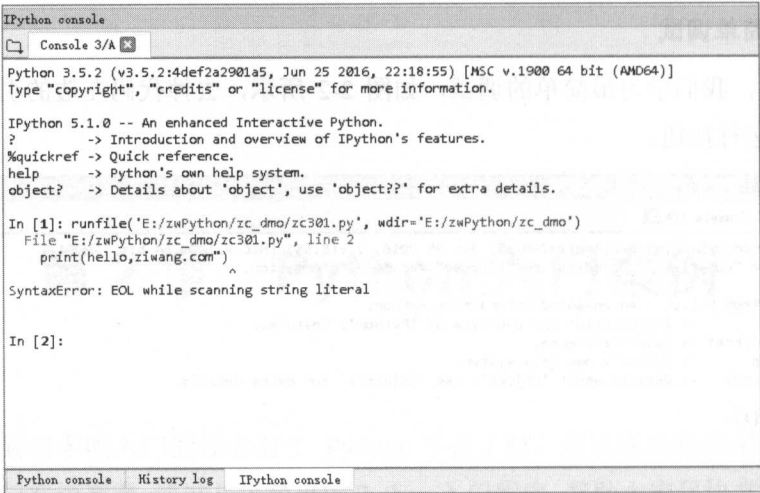 IPython console
Console 3/A
Python 3.5.2 (v3.5.2:4def2a2901a5, Jun 25 2016, 22:18:55) [MSC v.1900 64 bit (AMD64)]
Type "copyright", "credits" or "license" for more information.
IPython 5.1.0 -- An enhanced Interactive Python.
?         -> Introduction and overview of IPython's features.
%quickref -> Quick reference.
help      -> Python's own help system.
object?   -> Details about 'object', use 'object??' for extra details.
In [1]: runfile('E:/zwPython/zc_dmo/zc301.py', wdir='E:/zwPython/zc_dmo')
File "E:/zwPython/zc_dmo/zc301.py", line 2
print(hello,ziwang.com")
^
SyntaxError: EOL while scanning string literal
In [2]:
Python console History log IPython console